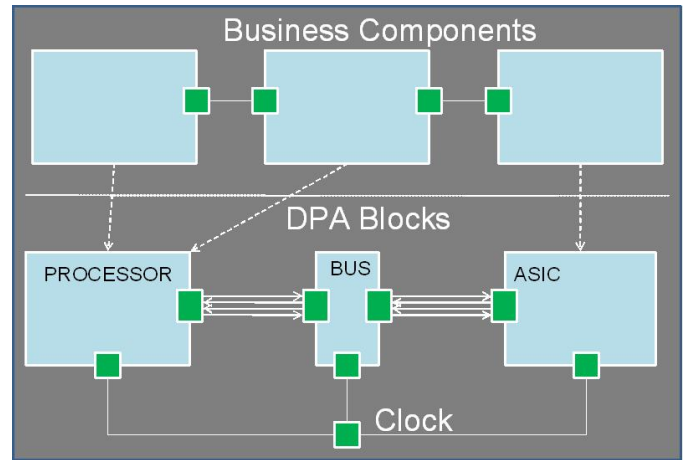 Business Components
DPA Blocks
PROCESSOR
BUS
ASIC
Clock